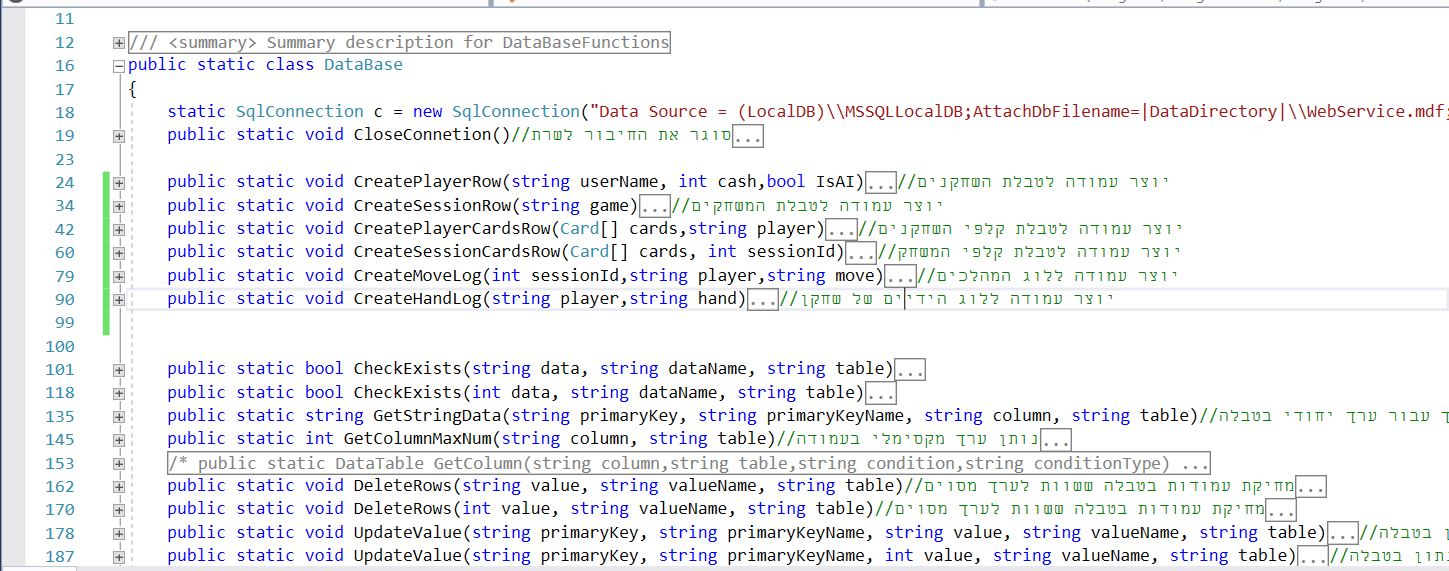 11
12 /// <summary> Summary description for DataBaseFunctions
16 public static class DataBase
17 {
18 static SqlConnection c = new SqlConnection("Data Source = (LocalDB)\\MSSQLLocalDB;AttachDbFilename=|DataDirectory|\\WebService.mdf;
19 public static void CloseConnetion()//סוגר את החיבור לשרת...
23
24 public static void CreatePlayerRow(string userName, int cash,bool IsAI)...//יוצר עמודה לטבלת השחקנים
34 public static void CreateSessionRow(string game)...//יוצר עמודה לטבלת המשחקים
42 public static void CreatePlayerCardsRow(Card[] cards,string player)...//יוצר עמודה לטבלת קלפי השחקנים
60 public static void CreateSessionCardsRow(Card[] cards, int sessionId)...//יוצר עמודה לטבלת קלפי המשחק
79 public static void CreateMoveLog(int sessionId,string player,string move)...//יוצר עמודה ללוג המהלכים
90 public static void CreateHandLog(string player,string hand)...//יוצר עמודה ללוג הידיים של שחקן
99
100
101 public static bool CheckExists(string data, string dataName, string table)...
118 public static bool CheckExists(int data, string dataName, string table)...
135 public static string GetStringData(string primaryKey, string primaryKeyName, string column, string table)//עבור ערך יחודי בטבלה
145 public static int GetColumnMaxNum(string column, string table)//נותן ערך מקסימלי בעמודה...
153 /* public static DataTable GetColumn(string column,string table,string condition,string conditionType) ...
162 public static void DeleteRows(string value, string valueName, string table)//מחיקת עמודות בטבלה ששוות לערך מסוים...
170 public static void DeleteRows(int value, string valueName, string table)//מחיקת עמודות בטבלה ששוות לערך מסוים...
178 public static void UpdateValue(string primaryKey, string primaryKeyName, string value, string valueName, string table)...//בטבלה
187 public static void UpdateValue(string primaryKey, string primaryKeyName, int value, string valueName, string table)...//נתון בטבלה